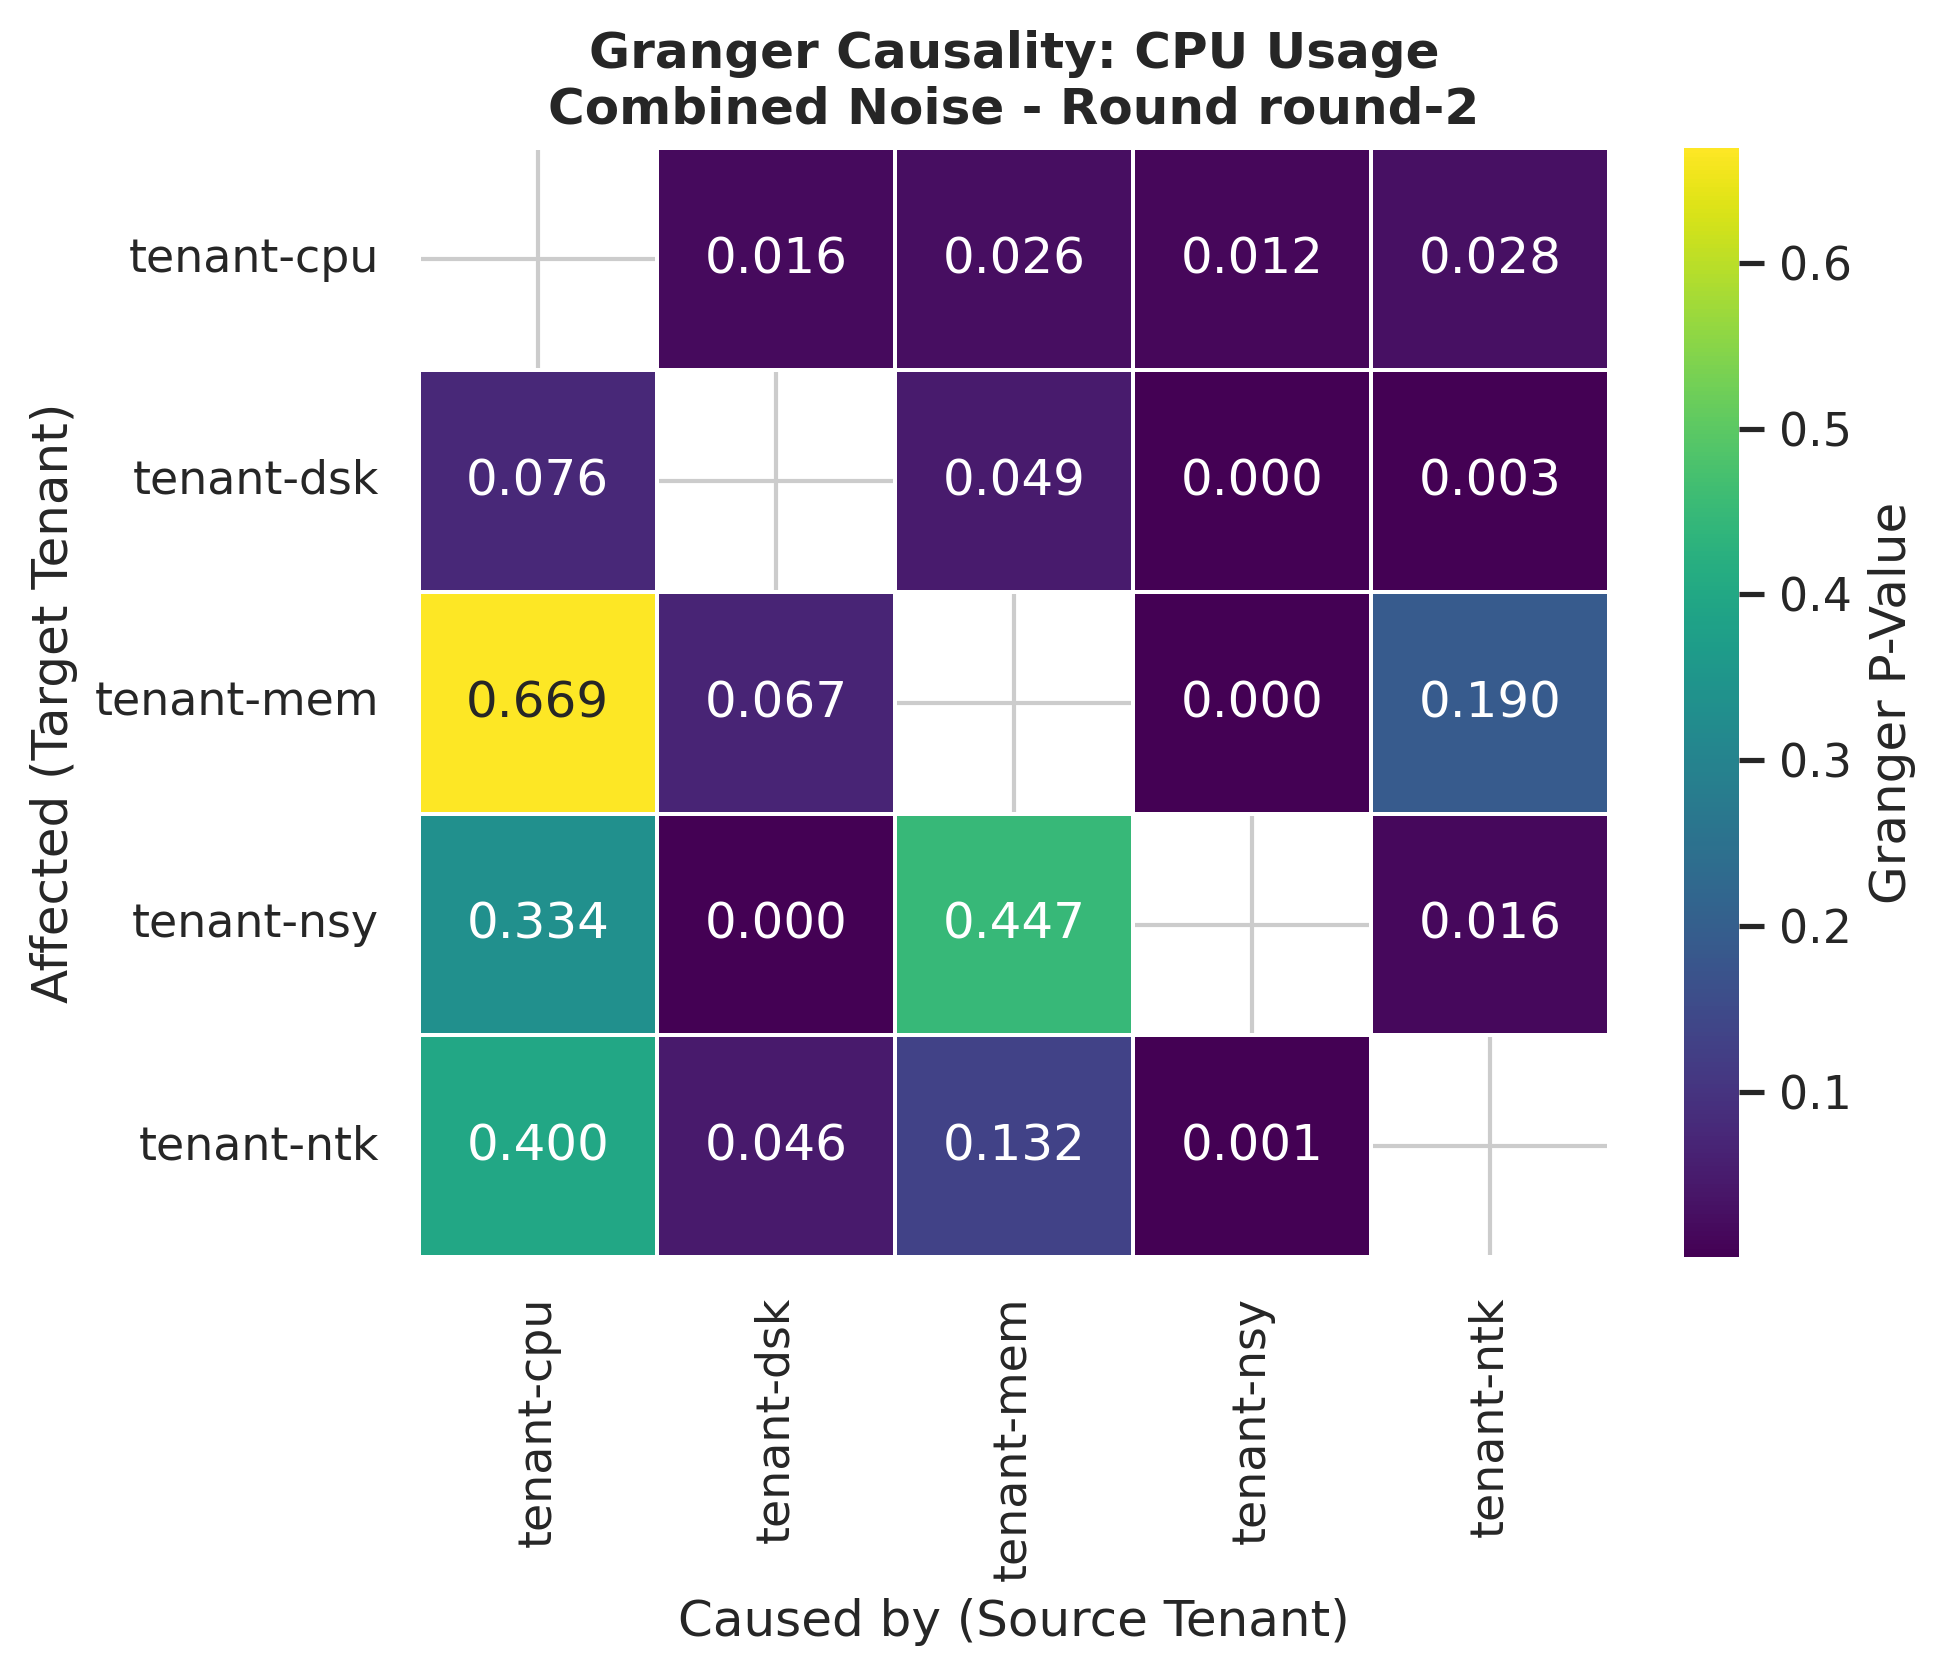 Granger Causality: CPU Usage
Combined Noise - Round round-2
Affected (Target Tenant)
tenant-cpu
0.016 0.026 0.012 0.028
tenant-dsk
0.076 0.049 0.000 0.003
tenant-mem
0.669 0.067 0.000 0.190
tenant-nsy
0.334 0.000 0.447 0.016
tenant-ntk
0.400 0.046 0.132 0.001
tenant-cpu
tenant-dsk
tenant-mem
tenant-nsy
tenant-ntk
Caused by (Source Tenant)
0.6
0.5
0.4
0.3
0.2
0.1
Granger P-Value